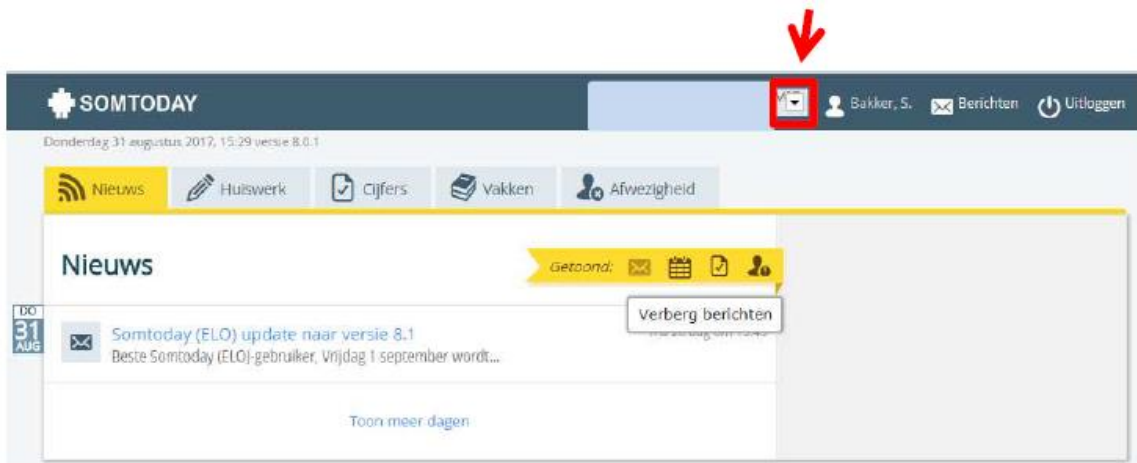 SOMTODAY
Bakker, S.
Berichten
Uitloggen
Donderdag 31 augustus 2017, 15:29 versie 8.0.1
Nieuws
Huiswerk
Cijfers
Vakken
Afwezigheid
Nieuws
Getoond:
Verberg berichten
DO
31
AUG
Somtoday (ELO) update naar versie 8.1
Beste Somtoday (ELO)-gebruiker, Vrijdag 1 september wordt...
Toon meer dagen